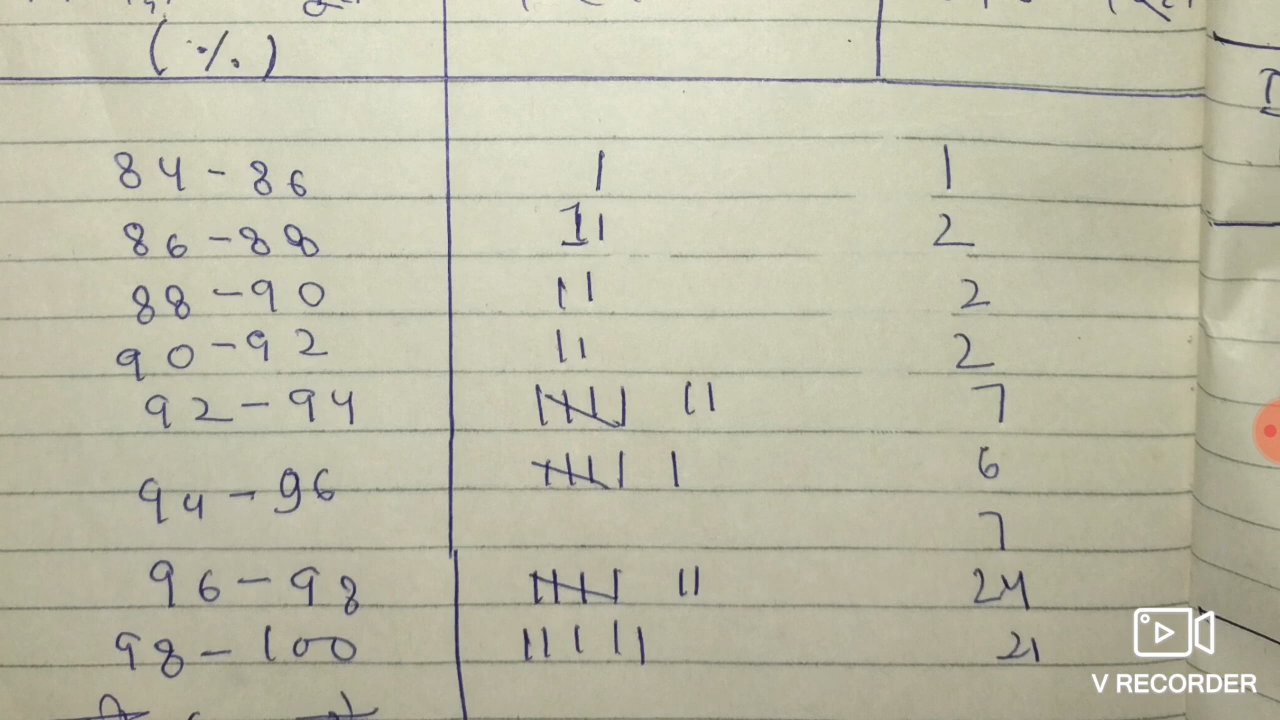 (%)
84-86 | 1
86-88 || 2
88-90 || 2
90-92 || 2
92-94 |||| || 7
94-96 |||| | 6
7
96-98 |||| || 24
98-100 ||||| 21
V RECORDER